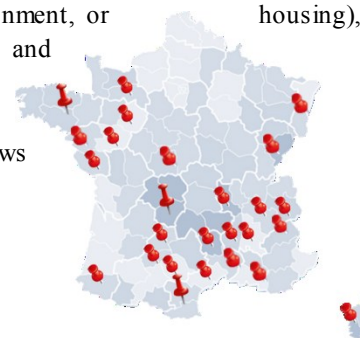 nment, or housing),
and
ws